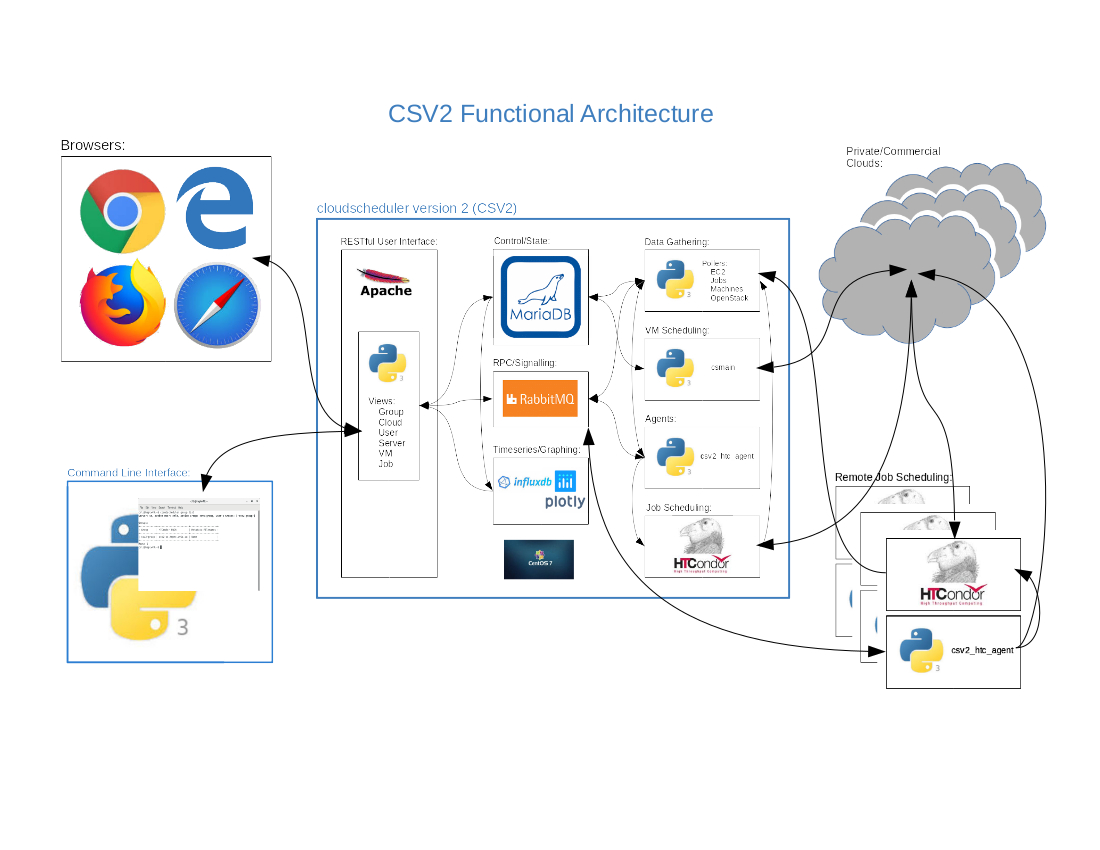 CSV2 Functional Architecture
Browsers:
Private/Commercial
Clouds:
cloudscheduler version 2 (CSV2)
RESTful User Interface:
Apache
3
Views:
Group
Cloud
User
Server
VM
Job
Control/State:
MariaDB
RPC/Signalling:
RabbitMQ
Timeseries/Graphing:
influxdb
plotly
CentOS 7
Data Gathering:
3
Pollers:
EC2
Jobs
Machines
OpenStack
VM Scheduling:
3
csmain
Agents:
3
csv2_htc_agent
Job Scheduling:
HTCondor
High Throughput Computing
Command Line Interface:
3
Remote Job Scheduling:
HTCondor
High Throughput Computing
3
csv2_htc_agent